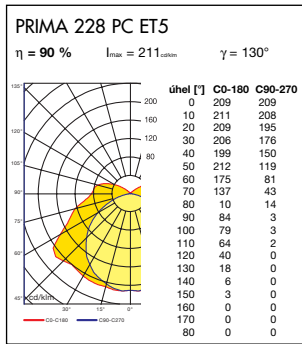 PRIMA 228 PC ET5
η = 90 % Imax = 211cd/klm γ = 130°
135°
120°
105°
90°
75°
60°
45°
200
160
120
80
cd/klm
30° 15° 0°
C0-C180 C90-C270
úhel [°] C0-180 C90-270
0 209 209
10 211 208
20 209 195
30 206 176
40 199 150
50 212 119
60 175 81
70 137 43
80 10 14
90 84 3
100 79 3
110 64 2
120 40 0
130 18 0
140 6 0
150 3 0
160 0 0
170 0 0
80 0 0